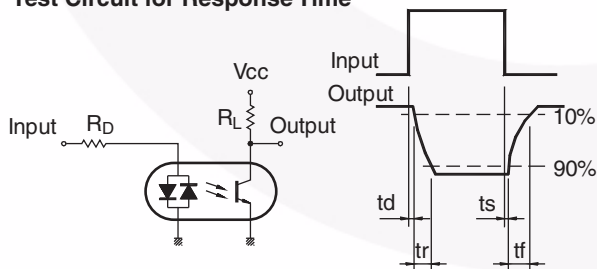 Test Circuit for Response Time
Input
RD
Vcc
RL
Output
Input
Output
10%
90%
td
ts
tr
tf